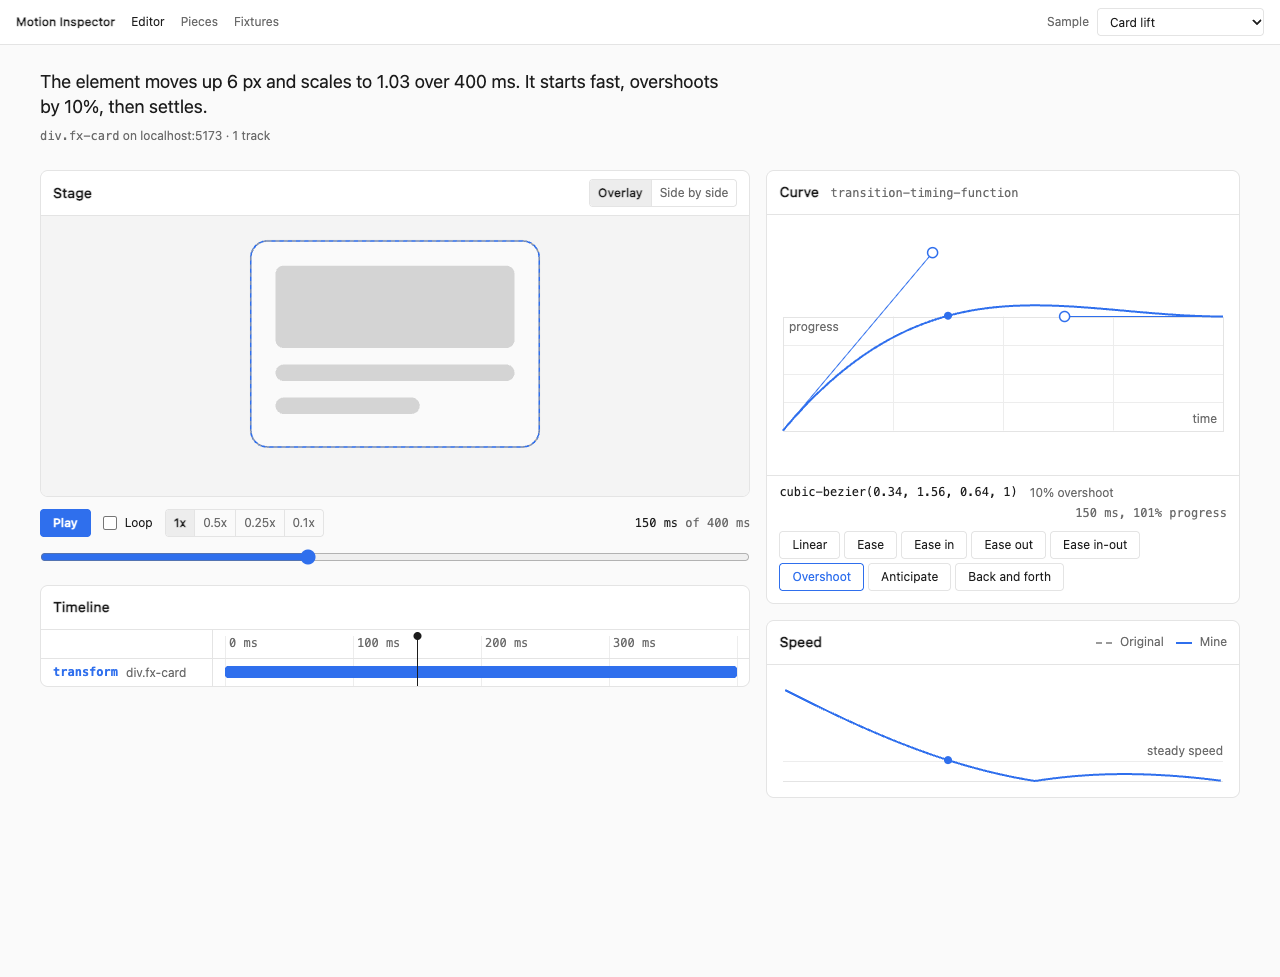 Motion Inspector Editor Pieces Fixtures Sample Card lift
The element moves up 6 px and scales to 1.03 over 400 ms. It starts fast, overshoots
by 10%, then settles.
div.fx-card on localhost:5173 · 1 track
Stage Overlay Side by side
Play Loop 1x 0.5x 0.25x 0.1x 150 ms of 400 ms
Timeline
0 ms 100 ms 200 ms 300 ms
transform div.fx-card
Curve transition-timing-function
progress
time
cubic-bezier(0.34, 1.56, 0.64, 1) 10% overshoot
150 ms, 101% progress
Linear Ease Ease in Ease out Ease in-out
Overshoot Anticipate Back and forth
Speed Original Mine
steady speed